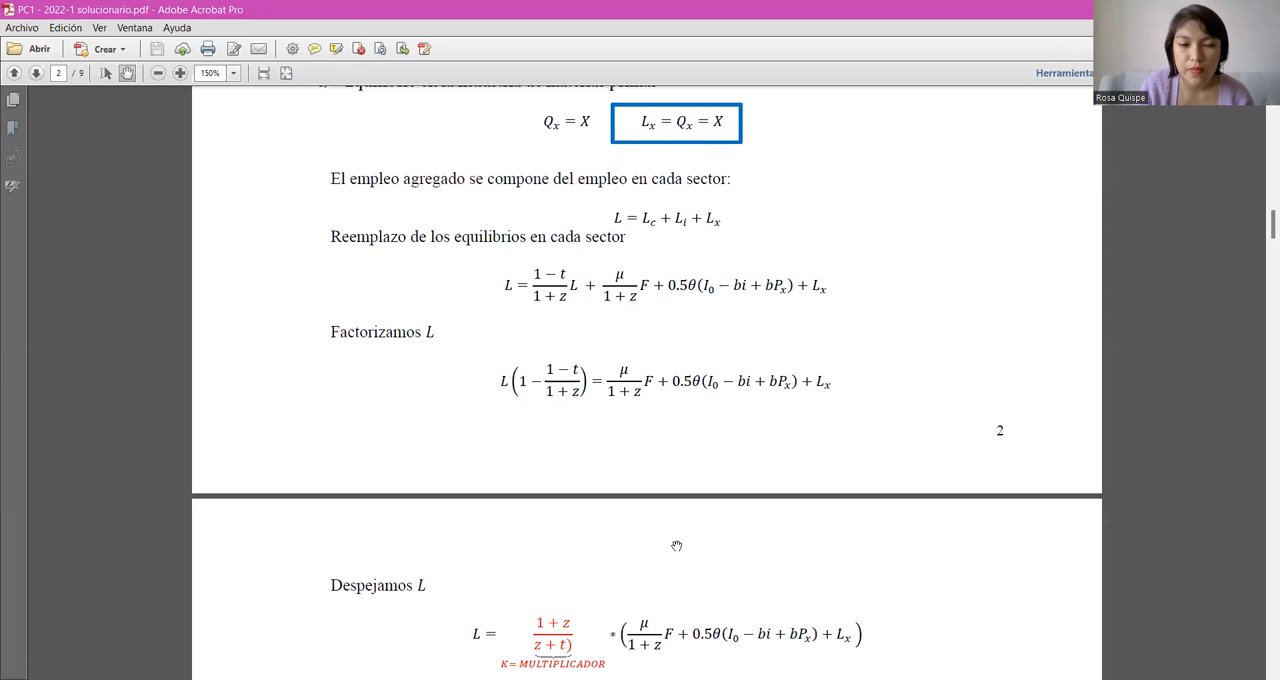 PC1 - 2022-1 solucionario.pdf - Adobe Acrobat Pro
Archivo Edición Ver Ventana Ayuda
Abrir Crear
2 / 9 150% Herramienta
Rosa Quispe
Qx = X Lx = Qx = X
El empleo agregado se compone del empleo en cada sector:
L = Lc + Li + Lx
Reemplazo de los equilibrios en cada sector
L = (1 − t)/(1 + z) L + μ/(1 + z) F + 0.5θ(I0 − bi + bPx) + Lx
Factorizamos L
L(1 − (1 − t)/(1 + z)) = μ/(1 + z) F + 0.5θ(I0 − bi + bPx) + Lx
2
Despejamos L
L = (1 + z)/(z + t)) * (μ/(1 + z) F + 0.5θ(I0 − bi + bPx) + Lx)
K= MULTIPLICADOR